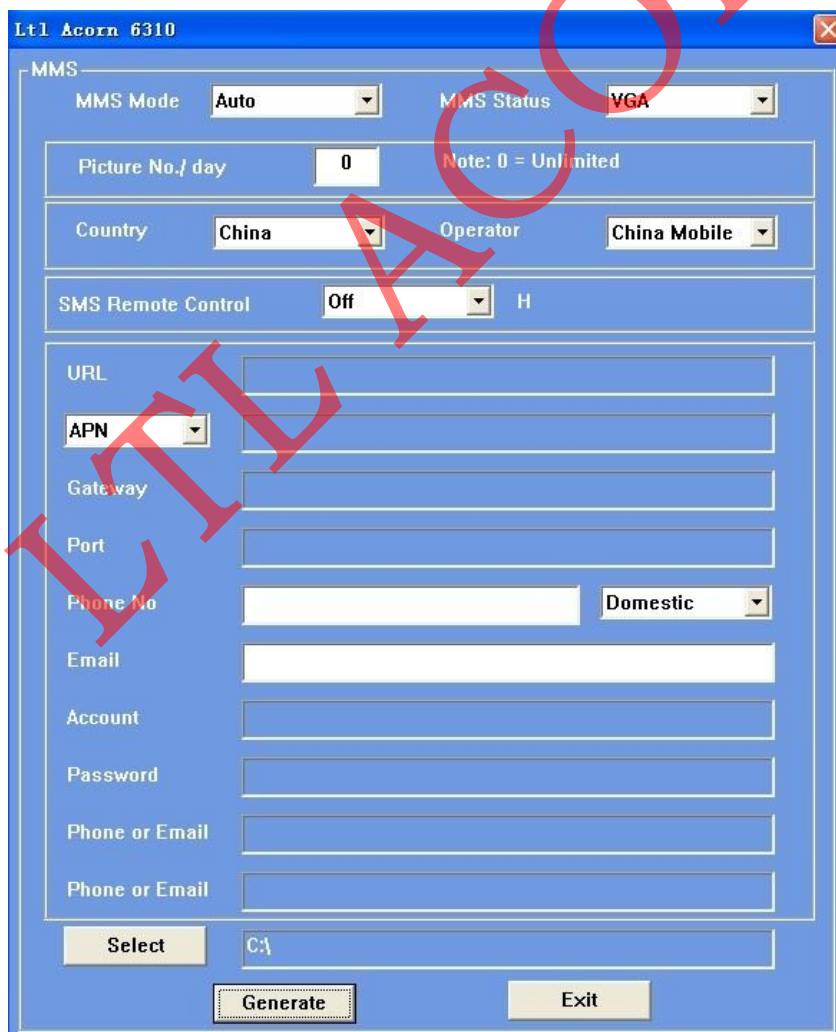 Ltl Acorn 6310
MMS
MMS Mode Auto MMS Status VGA
Picture No./ day 0 Note: 0 = Unlimited
Country China Operator China Mobile
SMS Remote Control Off H
URL
APN
Gateway
Port
Phone No Domestic
Email
Account
Password
Phone or Email
Phone or Email
Select C:\
Generate Exit
LTL ACO